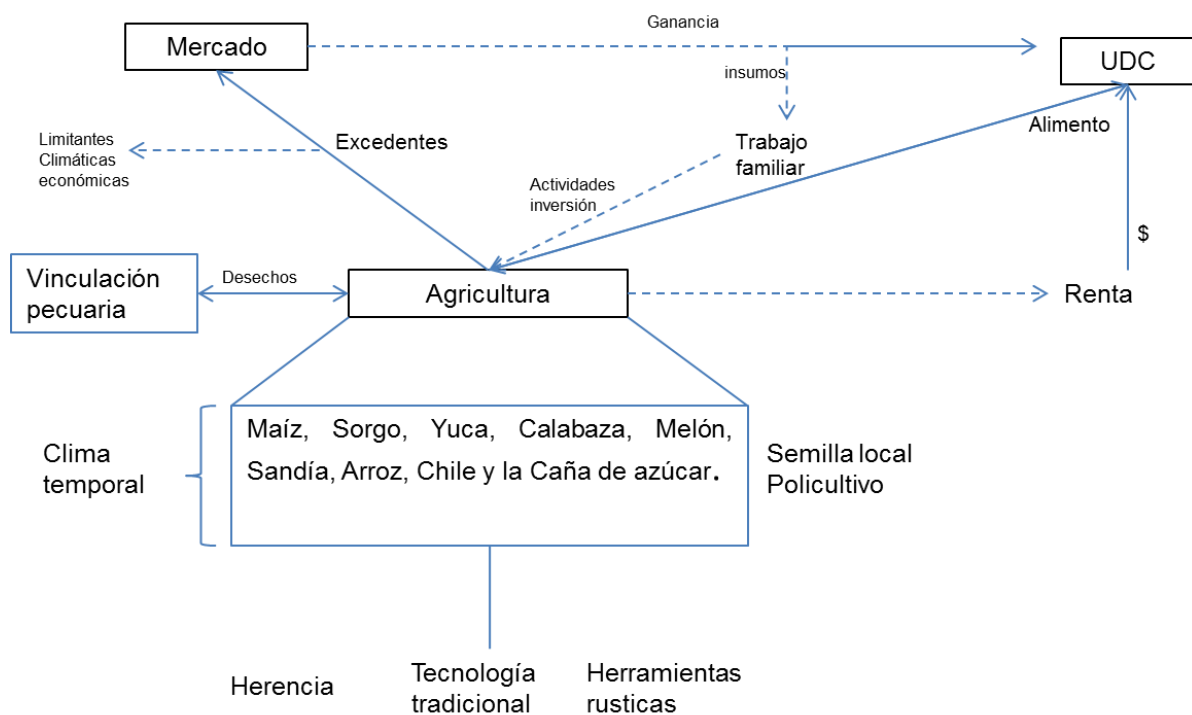 Ganancia
Mercado
UDC
insumos
Limitantes
Climáticas
económicas
Excedentes
Trabajo
familiar
Alimento
Actividades
inversión
$
Vinculación
pecuaria
Desechos
Agricultura
Renta
Clima
temporal
Maíz, Sorgo, Yuca, Calabaza, Melón,
Sandía, Arroz, Chile y la Caña de azúcar.
Semilla local
Policultivo
Herencia
Tecnología
tradicional
Herramientas
rusticas